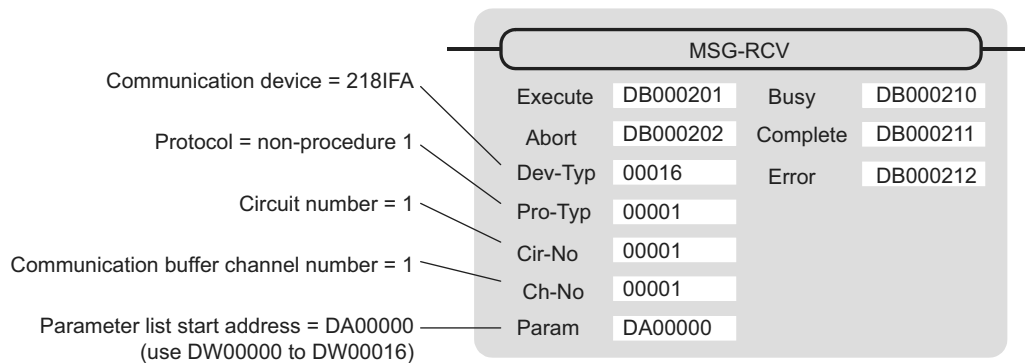 MSG-RCV
Communication device = 218IFA
Protocol = non-procedure 1
Circuit number = 1
Communication buffer channel number = 1
Parameter list start address = DA00000
(use DW00000 to DW00016)
Execute DB000201 Busy DB000210
Abort DB000202 Complete DB000211
Dev-Typ 00016 Error DB000212
Pro-Typ 00001
Cir-No 00001
Ch-No 00001
Param DA00000